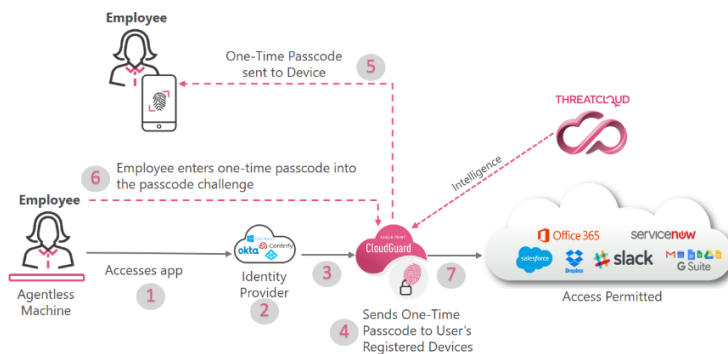 Employee
One-Time Passcode
sent to Device
5
THREATCLOUD
6
Employee enters one-time passcode into
the passcode challenge
Intelligence
Employee
Office 365
servicenow
okta
Centrify
CHECK POINT
CloudGuard
salesforce
Dropbox
slack
G Suite
Accesses app
1
Identity
Provider
2
3
7
Agentless
Machine
4
Sends One-Time
Passcode to User's
Registered Devices
Access Permitted